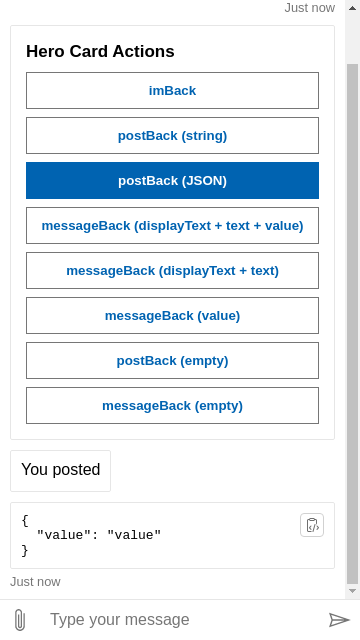 Just now
Hero Card Actions
imBack
postBack (string)
postBack (JSON)
messageBack (displayText + text + value)
messageBack (displayText + text)
messageBack (value)
postBack (empty)
messageBack (empty)
You posted
{
  "value": "value"
}
Just now
Type your message